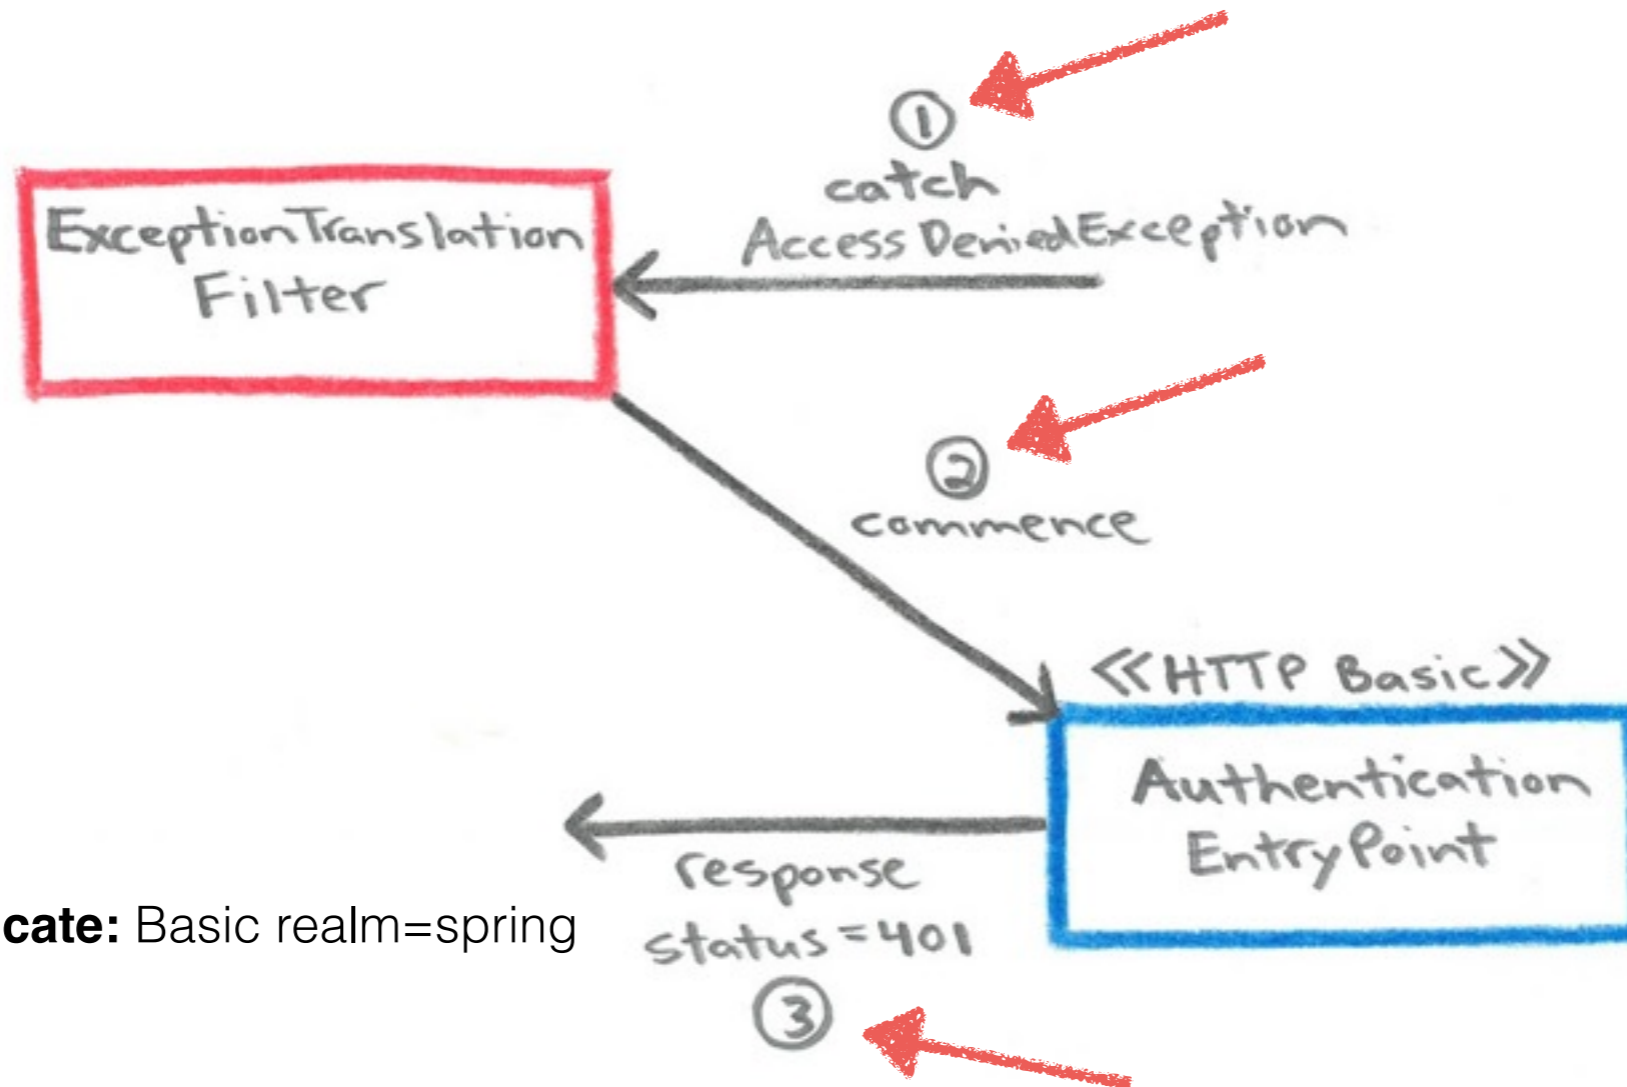 ①
catch
AccessDeniedException
ExceptionTranslation
Filter
②
commence
<<HTTP Basic>>
Authentication
EntryPoint
response
status=401
cate: Basic realm=spring
③